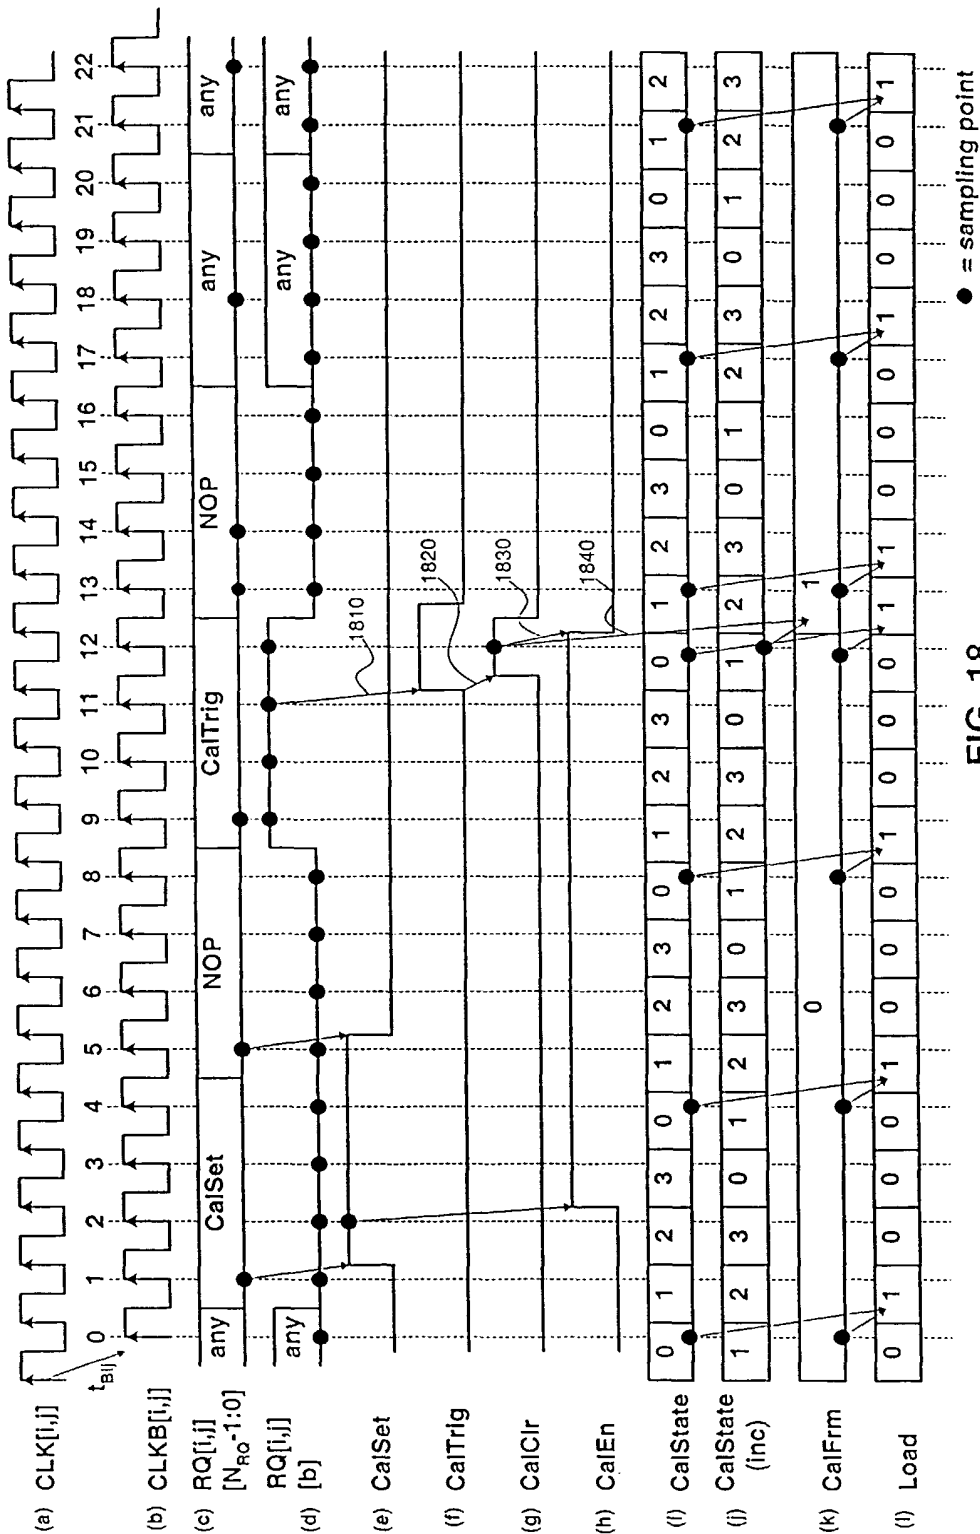 (a) CLK[i,j]
tBij 0 1 2 3 4 5 6 7 8 9 10 11 12 13 14 15 16 17 18 19 20 21 22
(b) CLKB[i,j]
(c) RQ[i,j]
[NRQ-1:0]
any CalSet NOP CalTrig NOP any any
RQ[i,j]
(d) [b]
any any any
(e) CalSet
1810
(f) CalTrig
1820
(g) CalClr
1830
(h) CalEn
1840
(i) CalState 0 1 2 3 0 1 2 3 0 1 2 3 0 1 2 3 0 1 2 3 0 1 2
(j) CalState
(inc)
1 2 3 0 1 2 3 0 1 2 3 0 1 2 3 0 1 2 3 0 1 2 3
(k) CalFrm 0 1
(l) Load 0 1 0 0 0 1 0 0 0 1 0 0 0 1 1 0 0 0 1 0 0 0 1
● = sampling point
FIG. 18